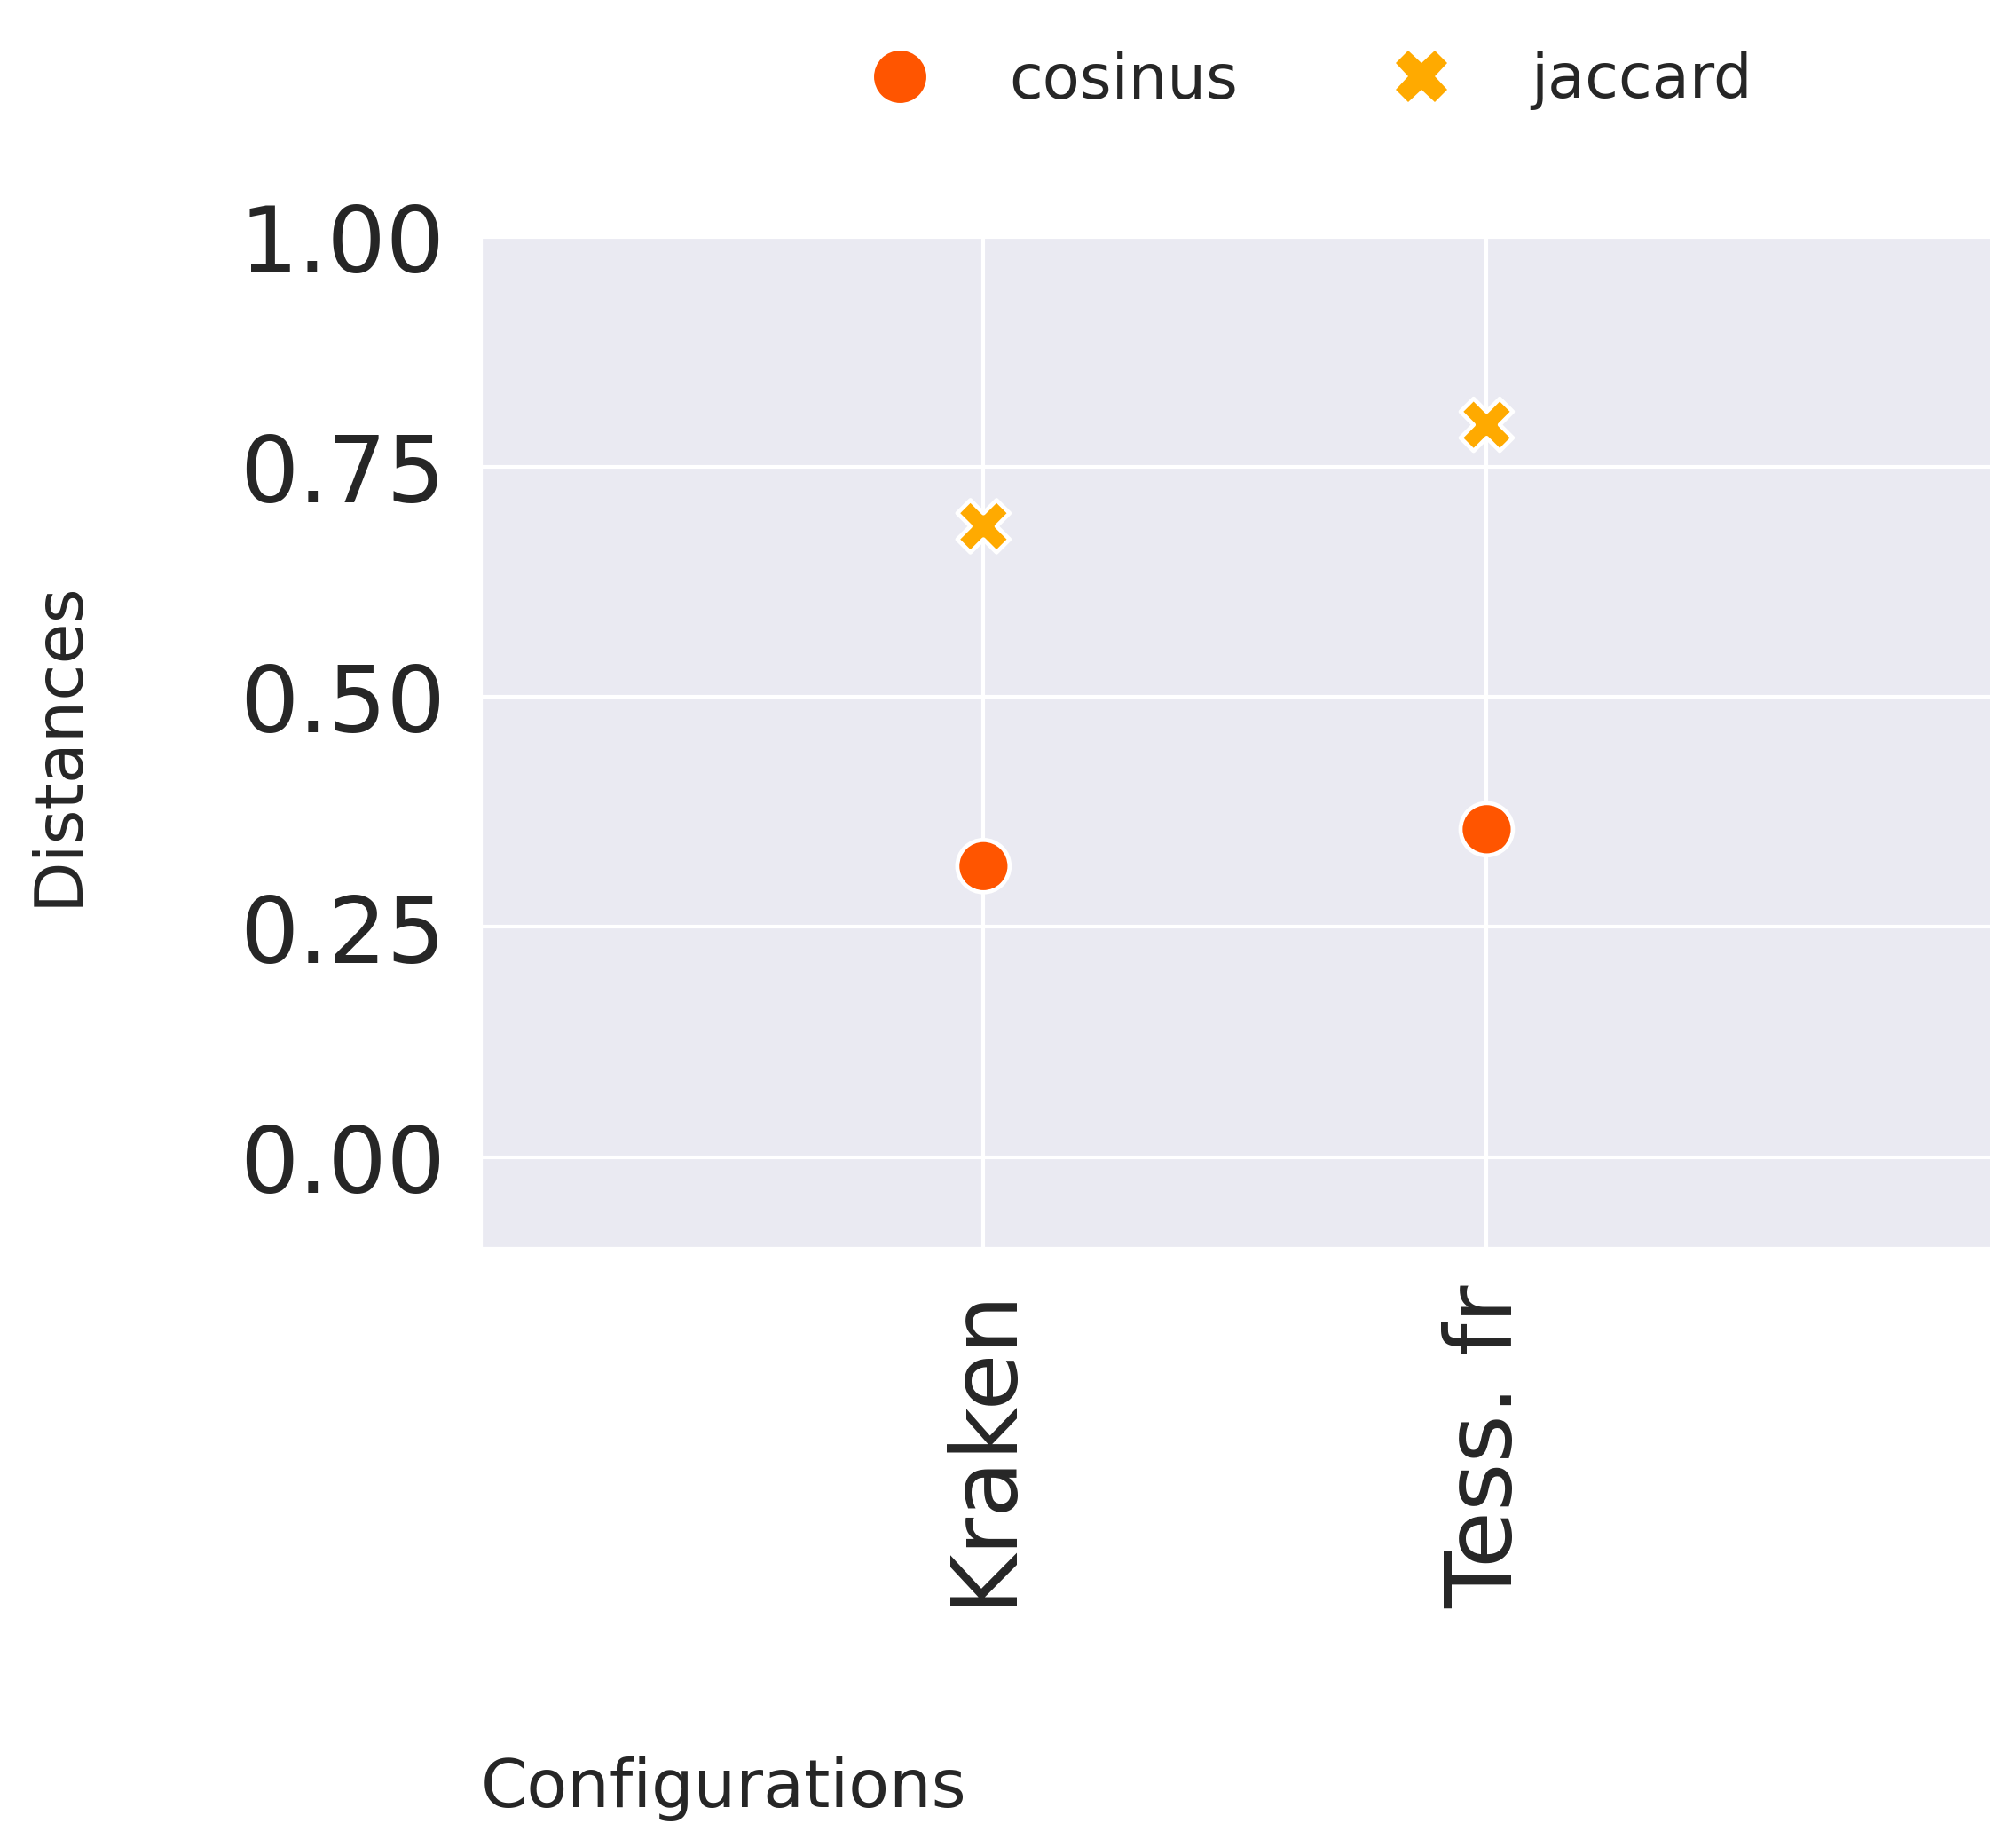 cosinus jaccard
1.00
0.75
0.50
0.25
0.00
Distances
Kraken
Tess. fr
Configurations